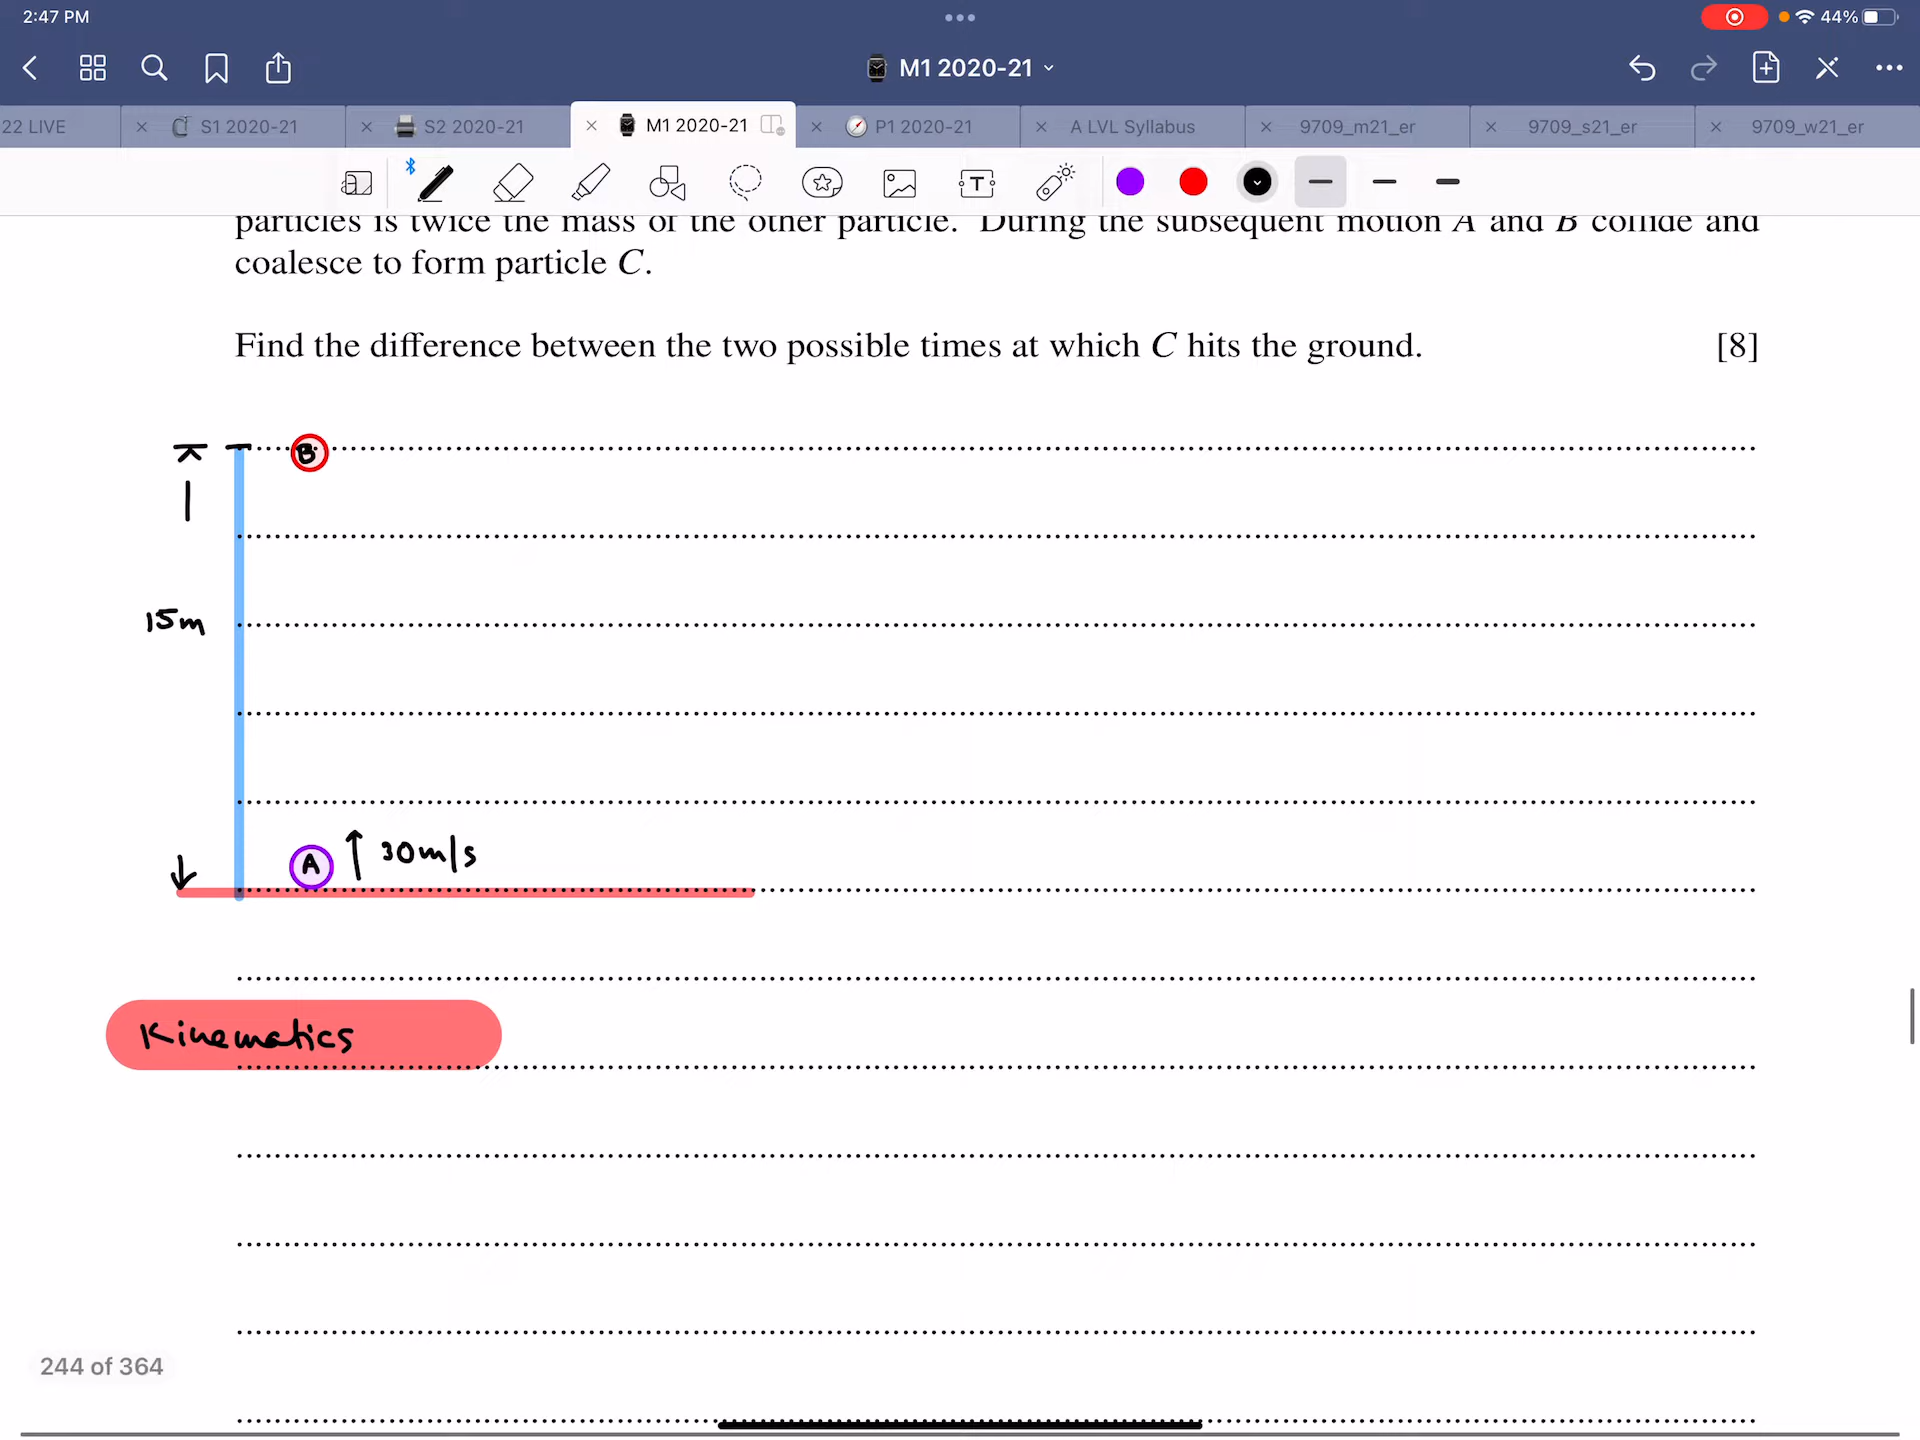 2:47 PM
44%
M1 2020-21
22 LIVE
S1 2020-21
S2 2020-21
M1 2020-21
P1 2020-21
A LVL Syllabus
9709_m21_er
9709_s21_er
9709_w21_er
particles is twice the mass of the other particle. During the subsequent motion A and B collide and
coalesce to form particle C.
Find the difference between the two possible times at which C hits the ground. [8]
B
15m
A 30m/s
Kinematics
244 of 364